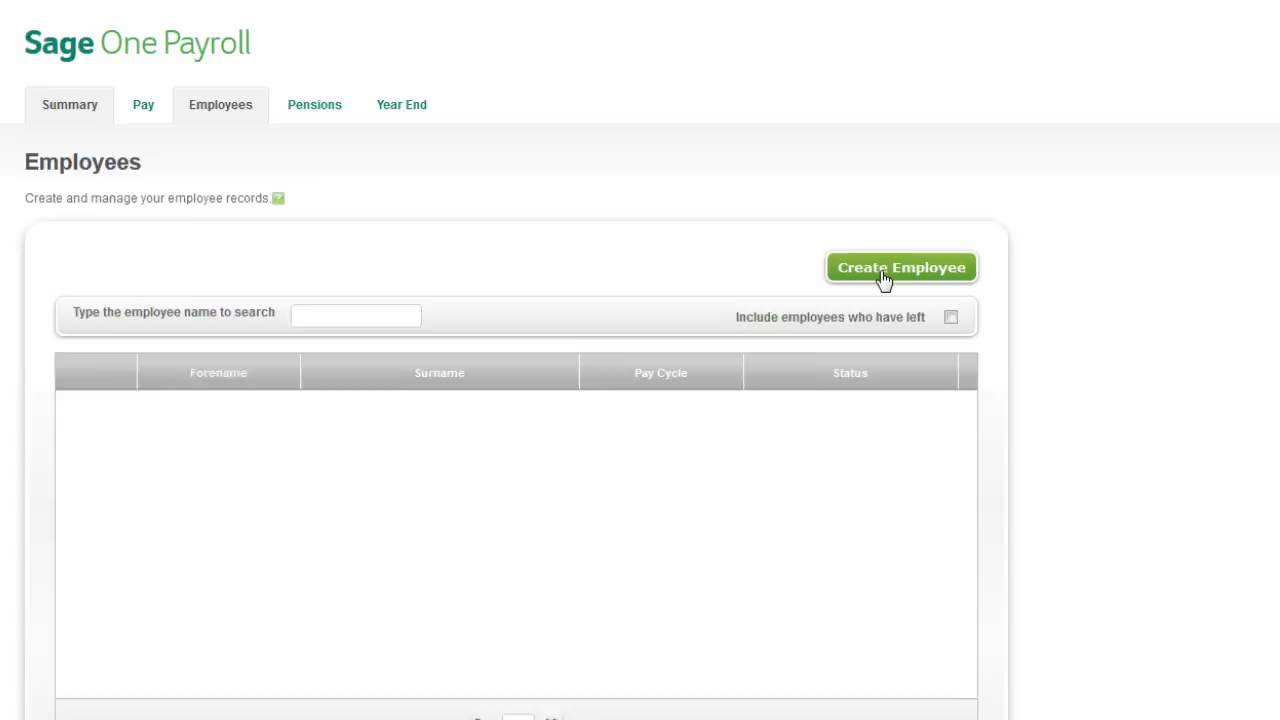 Sage One Payroll
Summary Pay Employees Pensions Year End
Employees
Create and manage your employee records.
Create Employee
Type the employee name to search
Include employees who have left
Forename Surname Pay Cycle Status